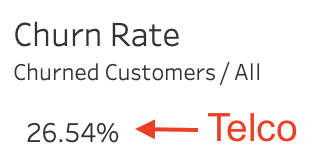 Churn Rate
Churned Customers / All
26.54% Telco